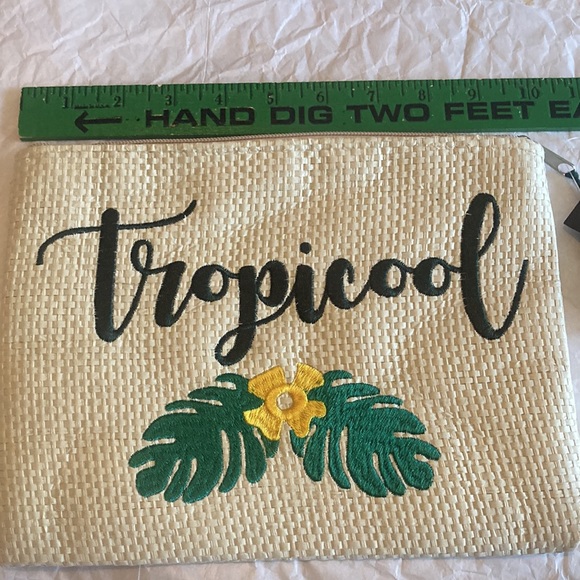 1 2 3 4 5 6 7 8 9 10
← HAND DIG TWO FEET EA
Tropicool